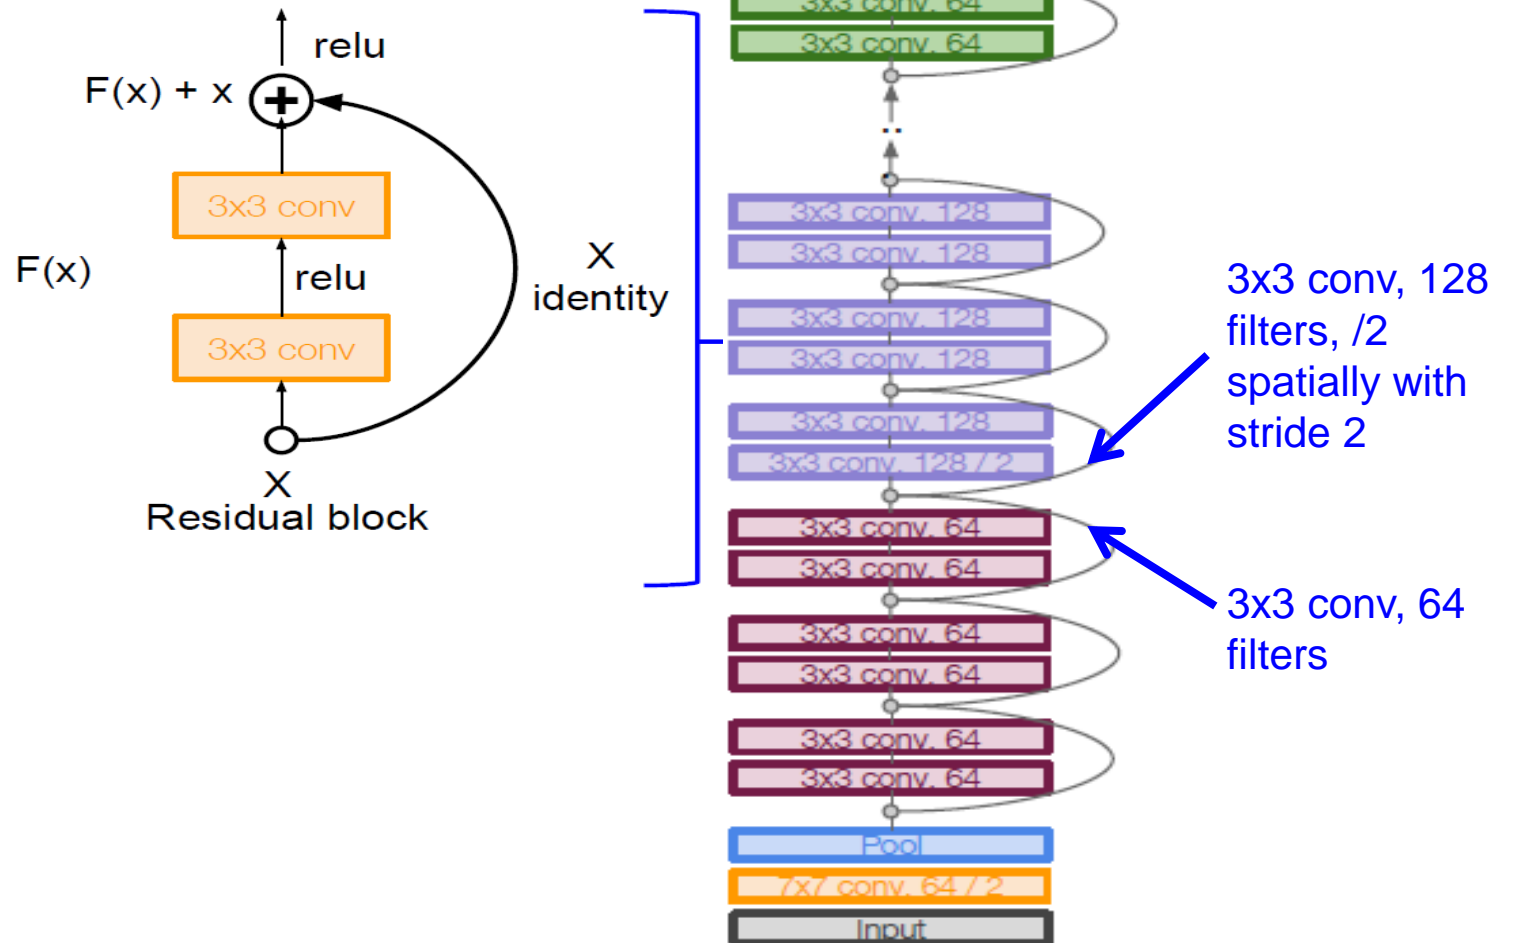 relu
F(x) + x
3x3 conv
F(x)
relu
X
identity
3x3 conv
X
Residual block
3x3 conv, 64
3x3 conv, 64
..
3x3 conv, 128
3x3 conv, 128
3x3 conv, 128
3x3 conv, 128
3x3 conv, 128
3x3 conv, 128 / 2
3x3 conv, 64
3x3 conv, 64
3x3 conv, 64
3x3 conv, 64
3x3 conv, 64
3x3 conv, 64
Pool
7x7 conv, 64 / 2
Input
3x3 conv, 128
filters, /2
spatially with
stride 2
3x3 conv, 64
filters